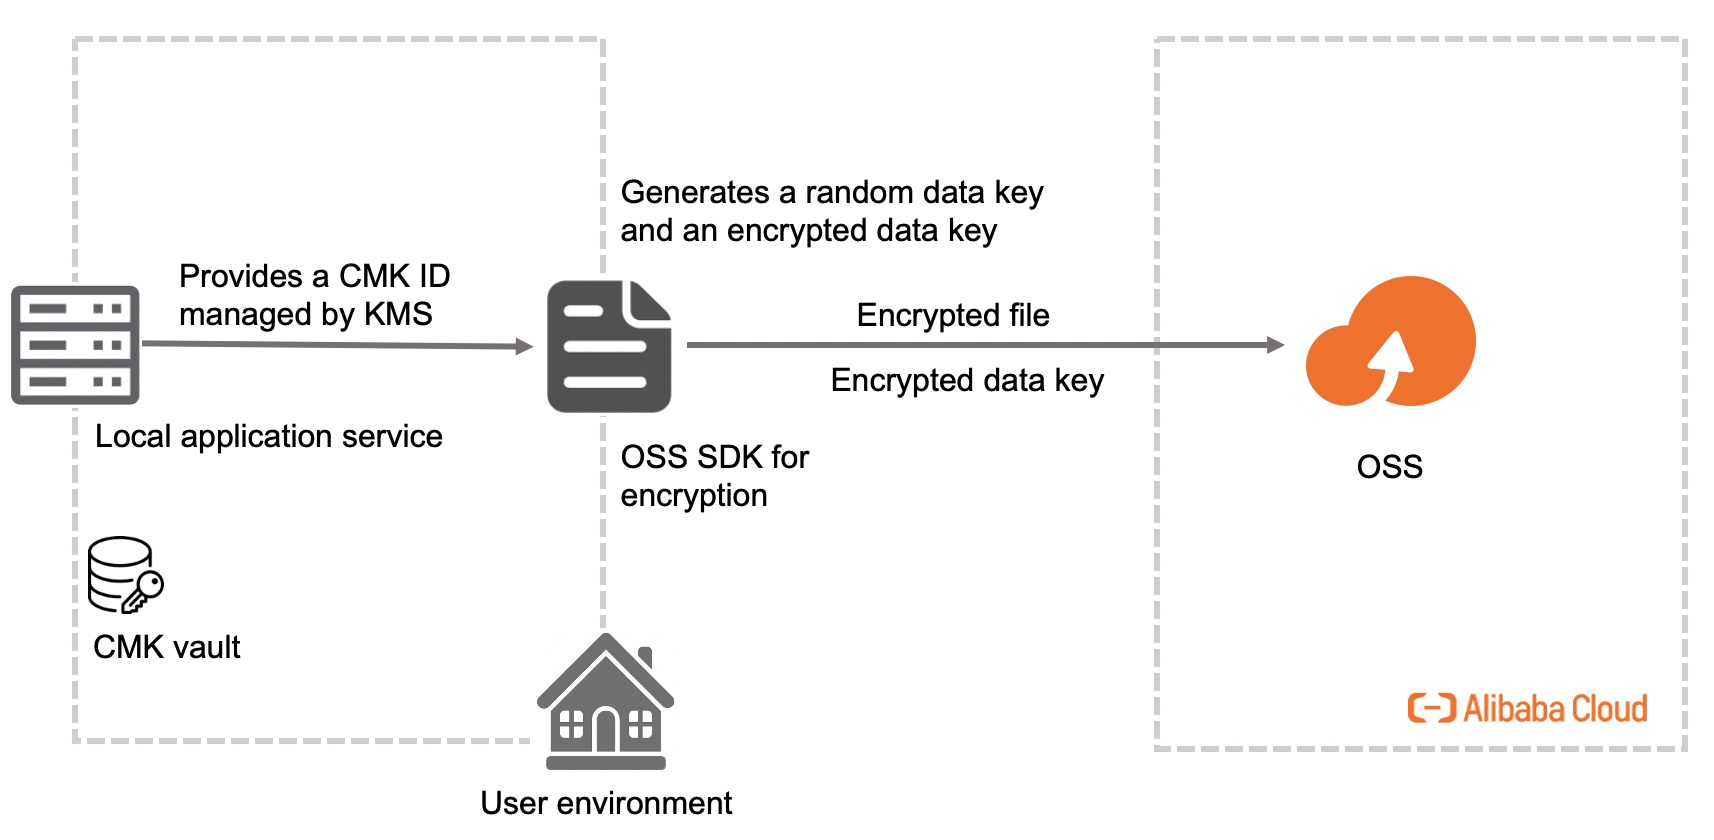 Generates a random data key
and an encrypted data key
Provides a CMK ID
managed by KMS
Encrypted file
Encrypted data key
Local application service
OSS SDK for
encryption
OSS
CMK vault
Alibaba Cloud
User environment